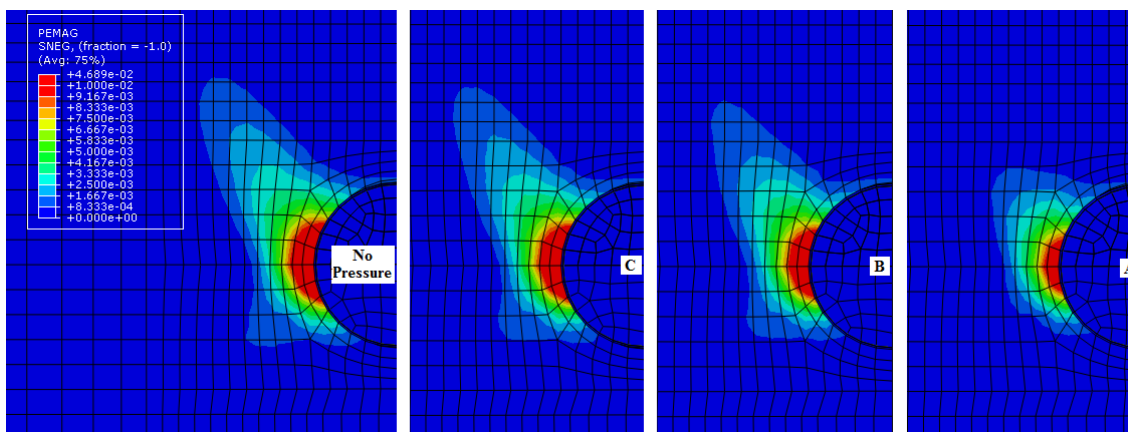 PEMAG
SNEG, (fraction = -1.0)
(Avg: 75%)
+4.689e-02
+1.000e-02
+9.167e-03
+8.333e-03
+7.500e-03
+6.667e-03
+5.833e-03
+5.000e-03
+4.167e-03
+3.333e-03
+2.500e-03
+1.667e-03
+8.333e-04
+0.000e+00
No
Pressure
C
B
A